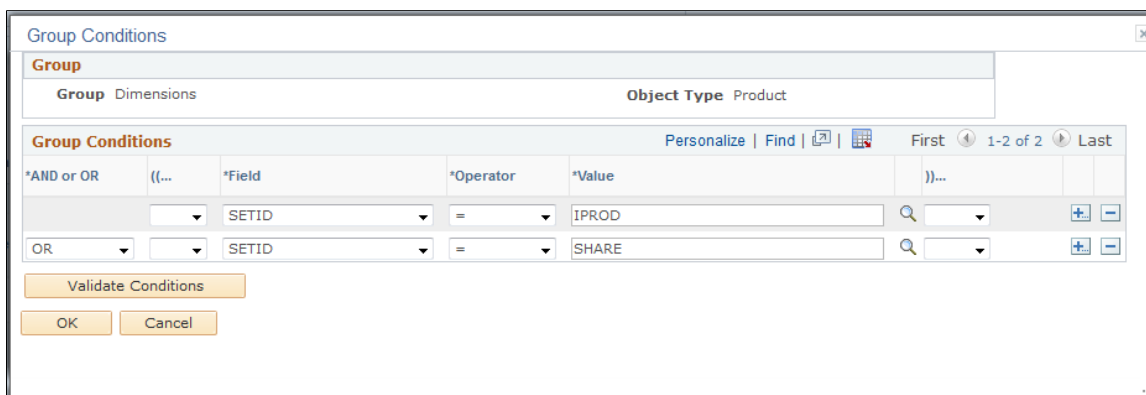 Group Conditions
Group
Group Dimensions Object Type Product
Group Conditions Personalize | Find | | First 1-2 of 2 Last
*AND or OR ((... *Field *Operator *Value ))...
SETID = IPROD
OR SETID = SHARE
Validate Conditions
OK Cancel